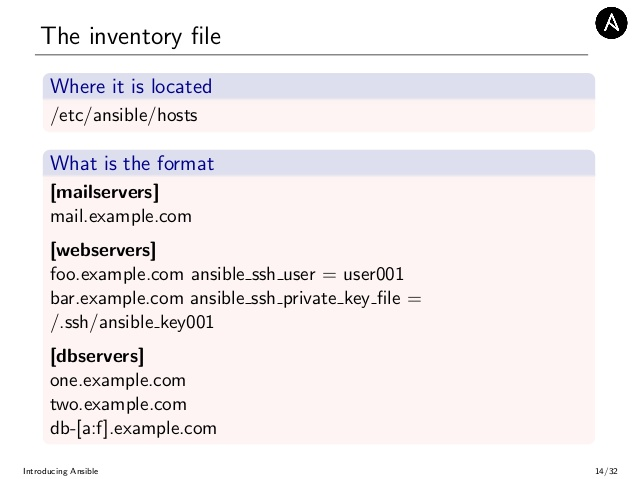 The inventory file
Where it is located
/etc/ansible/hosts
What is the format
[mailservers]
mail.example.com
[webservers]
foo.example.com ansible_ssh_user = user001
bar.example.com ansible_ssh_private_key_file =
/.ssh/ansible_key001
[dbservers]
one.example.com
two.example.com
db-[a:f].example.com
Introducing Ansible
14/32